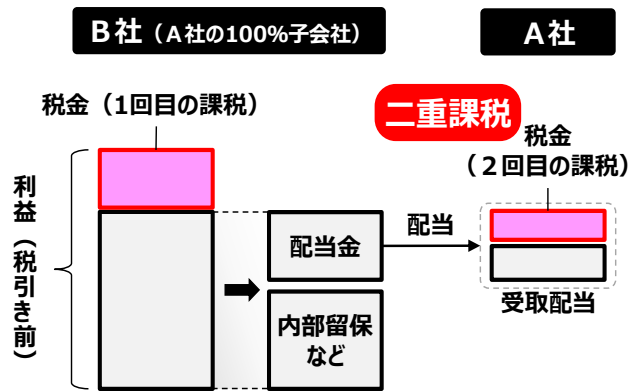 B社（A社の100%子会社）
A社
税金（1回目の課税）
二重課税
税金
（２回目の課税）
利益（税引き前）
配当金
配当
内部留保
など
受取配当